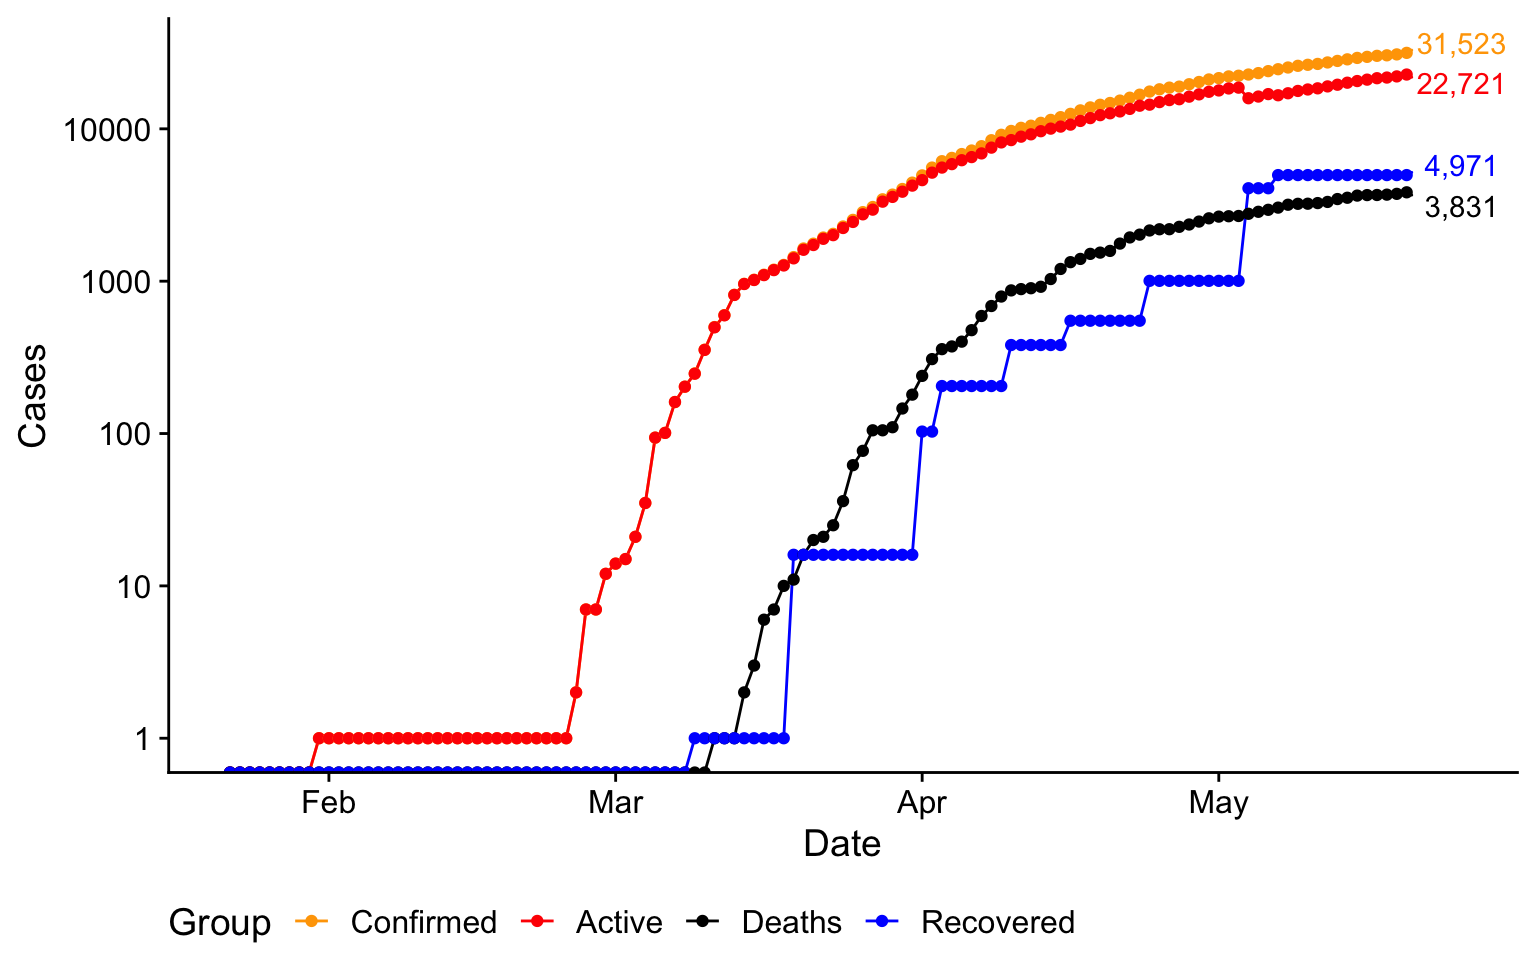 31,523
22,721
4,971
3,831
10000
1000
100
10
1
Cases
Feb Mar Apr May
Date
Group Confirmed Active Deaths Recovered